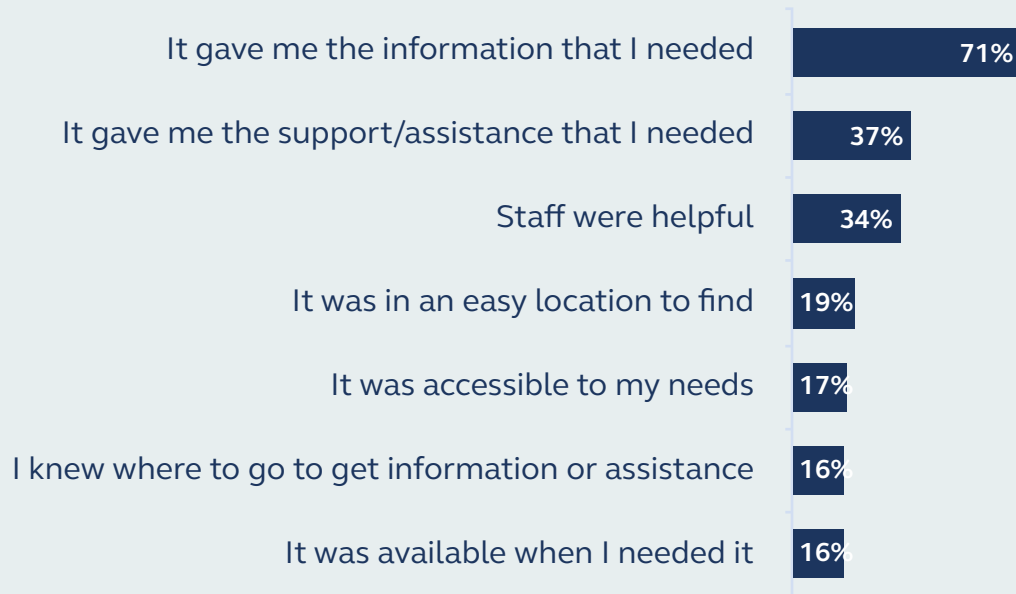 It gave me the information that I needed 71%
It gave me the support/assistance that I needed 37%
Staff were helpful 34%
It was in an easy location to find 19%
It was accessible to my needs 17%
I knew where to go to get information or assistance 16%
It was available when I needed it 16%